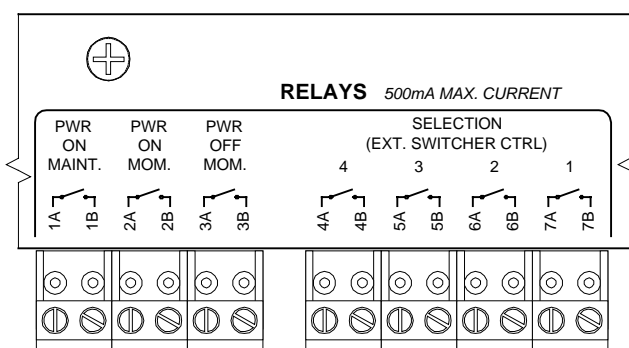 RELAYS 500mA MAX. CURRENT
PWR ON MAINT.
PWR ON MOM.
PWR OFF MOM.
SELECTION
(EXT. SWITCHER CTRL)
4 3 2 1
1A 1B 2A 2B 3A 3B 4A 4B 5A 5B 6A 6B 7A 7B